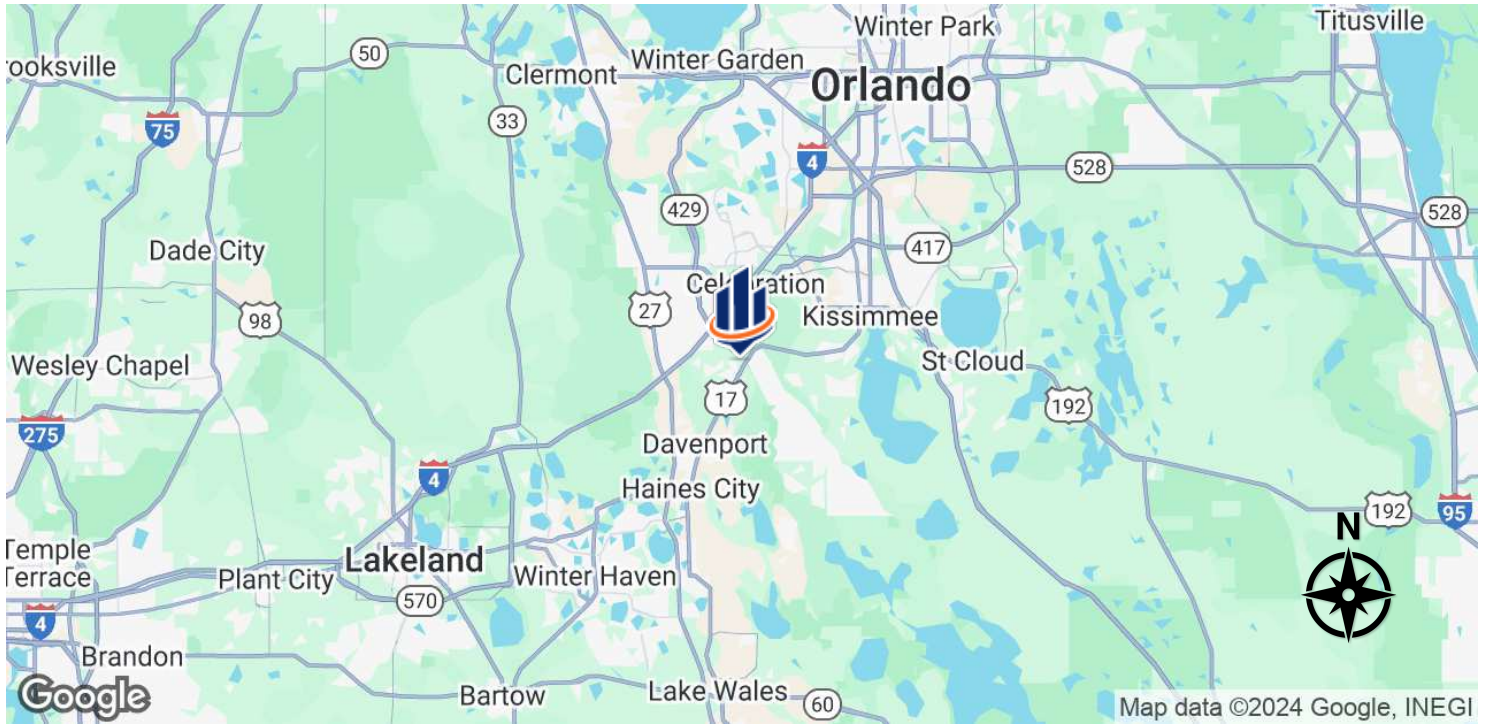 Winter Park
Titusville
rooksville
50
Winter Garden
Clermont
Orlando
33
75
4
528
429
528
417
Dade City
Celebration
27
Kissimmee
98
St Cloud
Wesley Chapel
17
192
275
Davenport
4
Haines City
192
95
N
Temple
Terrace
Lakeland
Plant City
Winter Haven
570
4
Brandon
Bartow
Lake Wales
60
Google
Map data ©2024 Google, INEGI